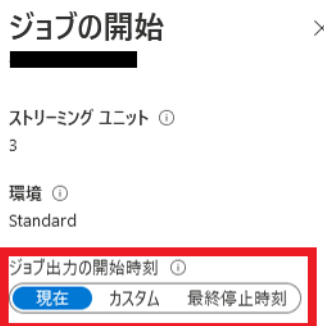 ジョブの開始
ストリーミング ユニット
3
環境
Standard
ジョブ出力の開始時刻
現在 カスタム 最終停止時刻